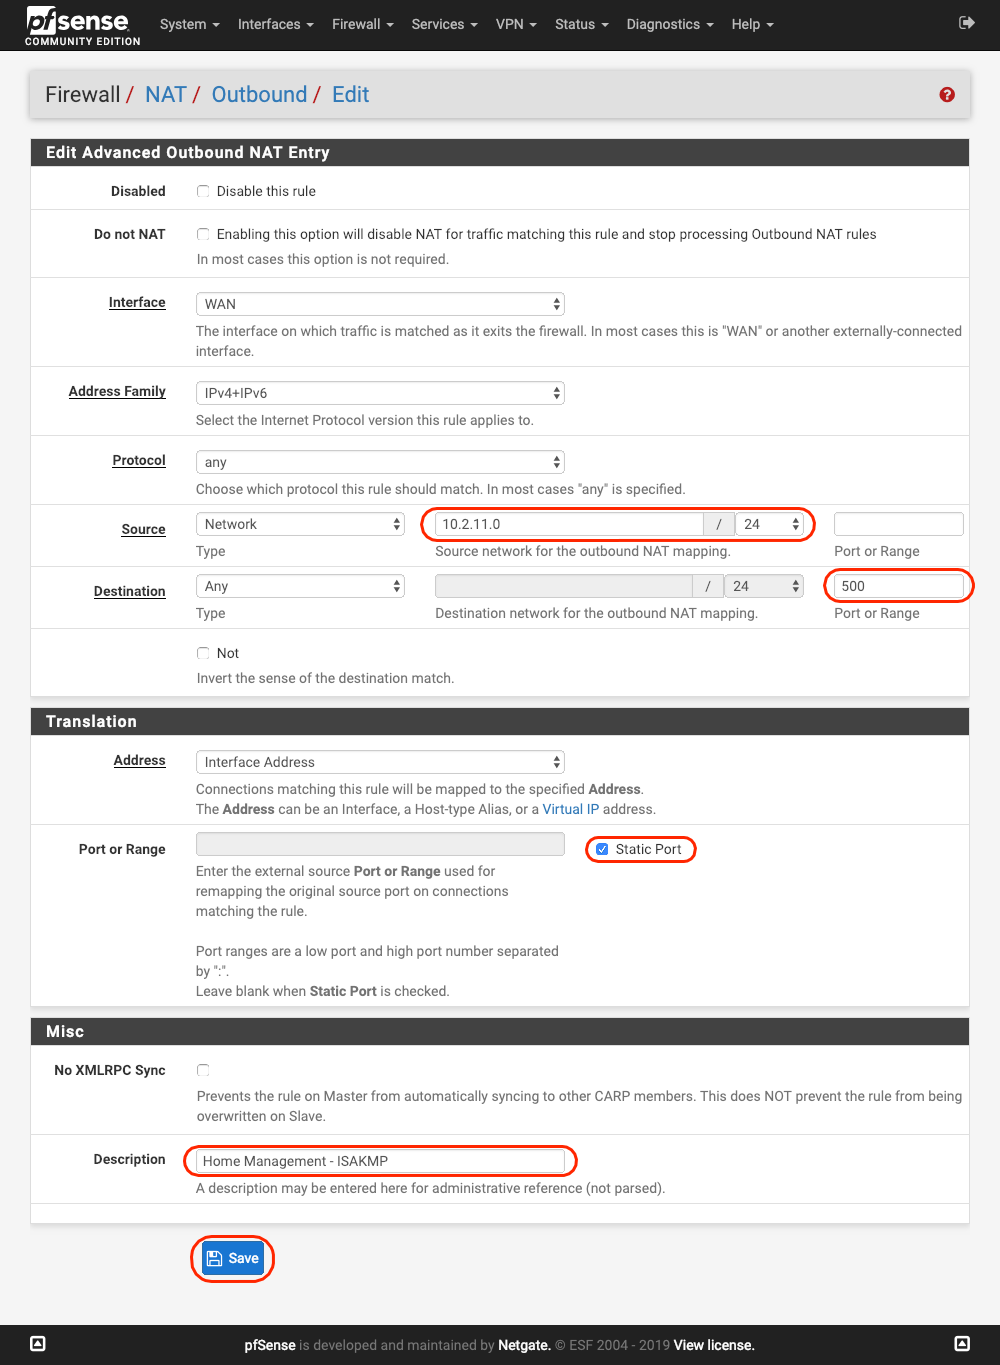 pfsense
COMMUNITY EDITION
System Interfaces Firewall Services VPN Status Diagnostics Help
Firewall / NAT / Outbound / Edit
Edit Advanced Outbound NAT Entry
Disabled Disable this rule
Do not NAT Enabling this option will disable NAT for traffic matching this rule and stop processing Outbound NAT rules
In most cases this option is not required.
Interface WAN
The interface on which traffic is matched as it exits the firewall. In most cases this is "WAN" or another externally-connected
interface.
Address Family IPv4+IPv6
Select the Internet Protocol version this rule applies to.
Protocol any
Choose which protocol this rule should match. In most cases "any" is specified.
Source Network 10.2.11.0 / 24
Type Source network for the outbound NAT mapping. Port or Range
Destination Any / 24 500
Type Destination network for the outbound NAT mapping. Port or Range
Not
Invert the sense of the destination match.
Translation
Address Interface Address
Connections matching this rule will be mapped to the specified Address.
The Address can be an Interface, a Host-type Alias, or a Virtual IP address.
Port or Range Static Port
Enter the external source Port or Range used for
remapping the original source port on connections
matching the rule.
Port ranges are a low port and high port number separated
by ":".
Leave blank when Static Port is checked.
Misc
No XMLRPC Sync
Prevents the rule on Master from automatically syncing to other CARP members. This does NOT prevent the rule from being
overwritten on Slave.
Description Home Management - ISAKMP
A description may be entered here for administrative reference (not parsed).
Save
pfSense is developed and maintained by Netgate. © ESF 2004 - 2019 View license.